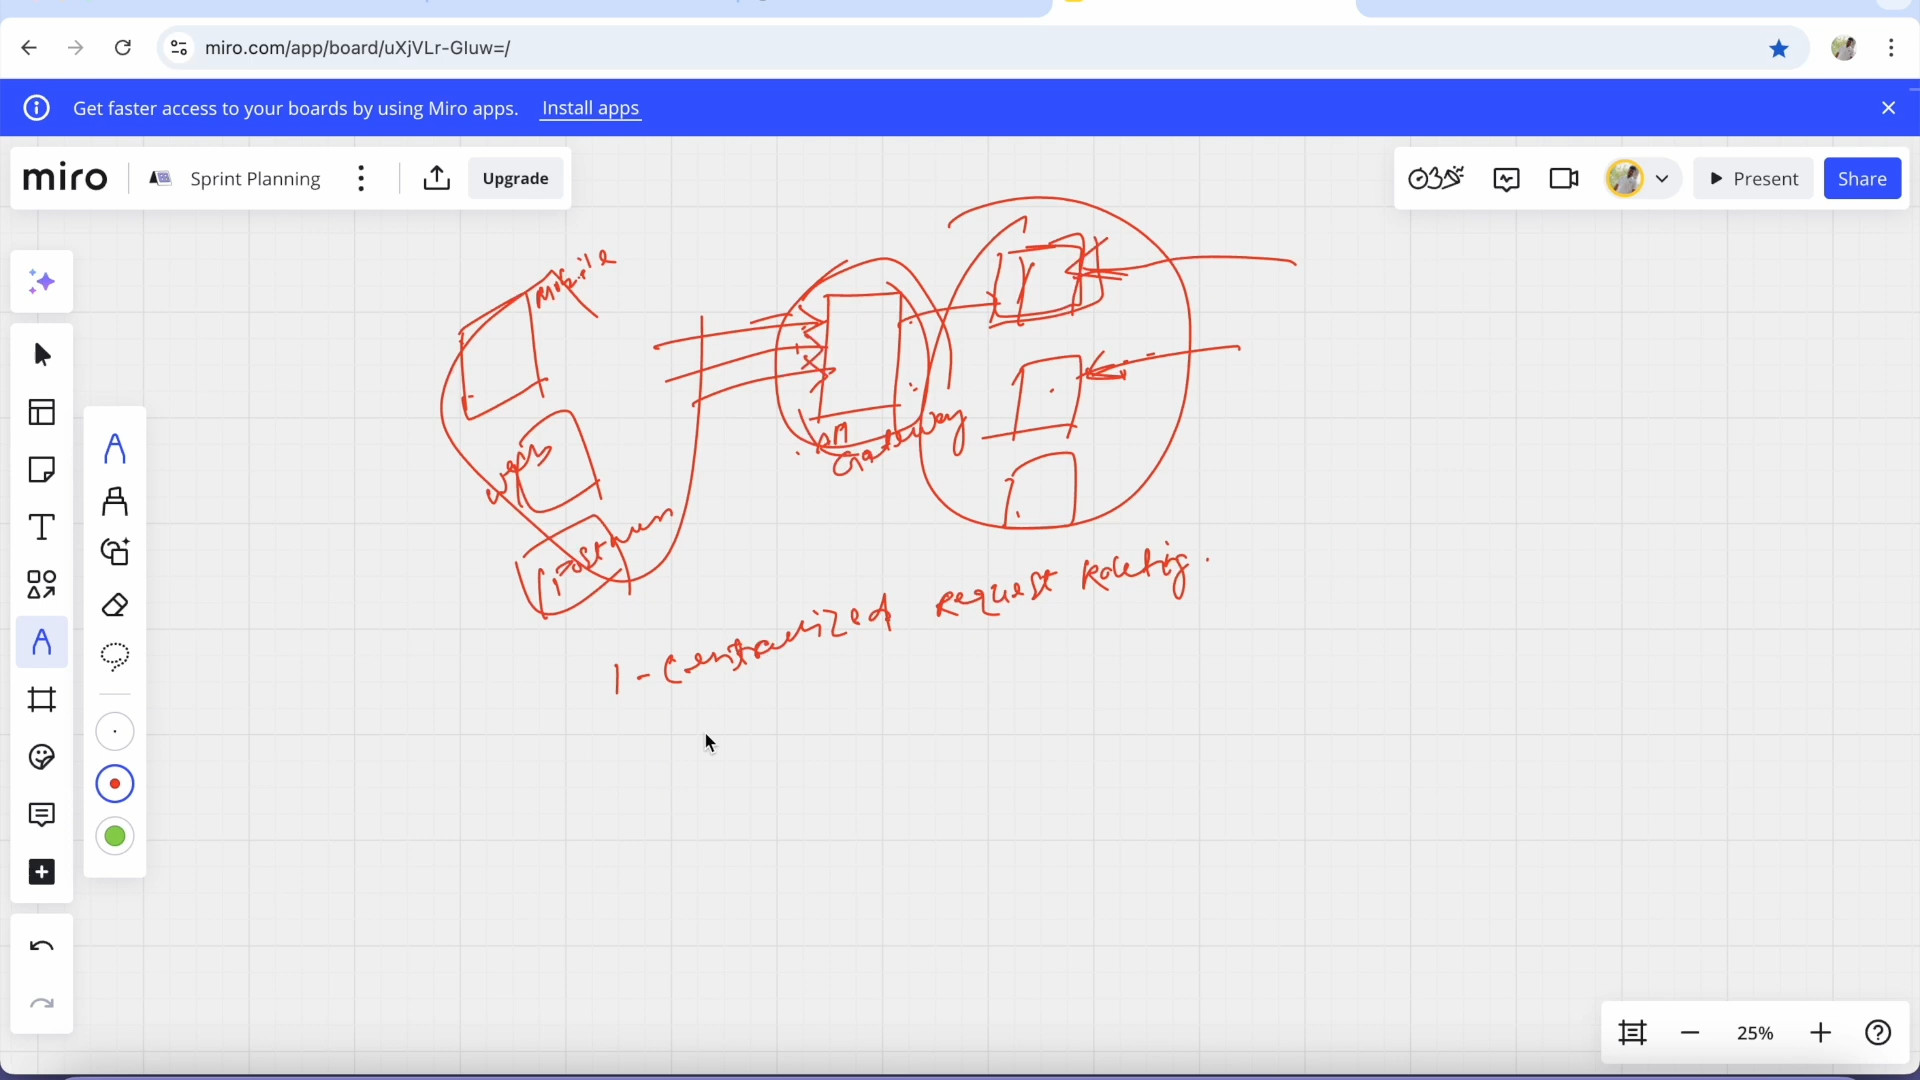 miro.com/app/board/uXjVLr-GIuw=/
Get faster access to your boards by using Miro apps. Install apps
miro Sprint Planning Upgrade
Present Share
Mobile
Web
Postman
API
Gateway
1 - Centralized request Routing.
25%